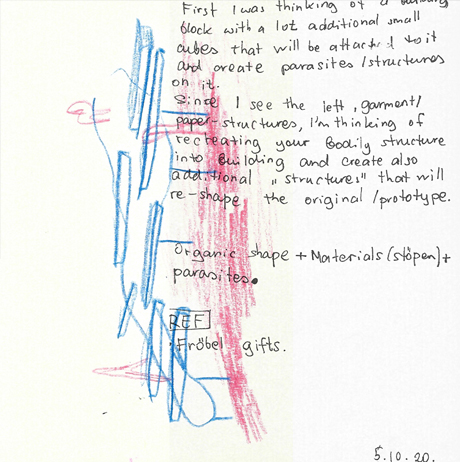 First I was thinking of a building
block with a lot additional small
cubes that will be attached to it
and create parasites/structures
on it.
Since I see the left, garment/
paper-structures, I'm thinking of
recreating your Bodily structure
into Building and create also
additional „structures" that will
re-shape the original/prototype.
Organic shape + Materials (stöpen) +
parasites.
REF
Fröbel gifts.
5.10.20.